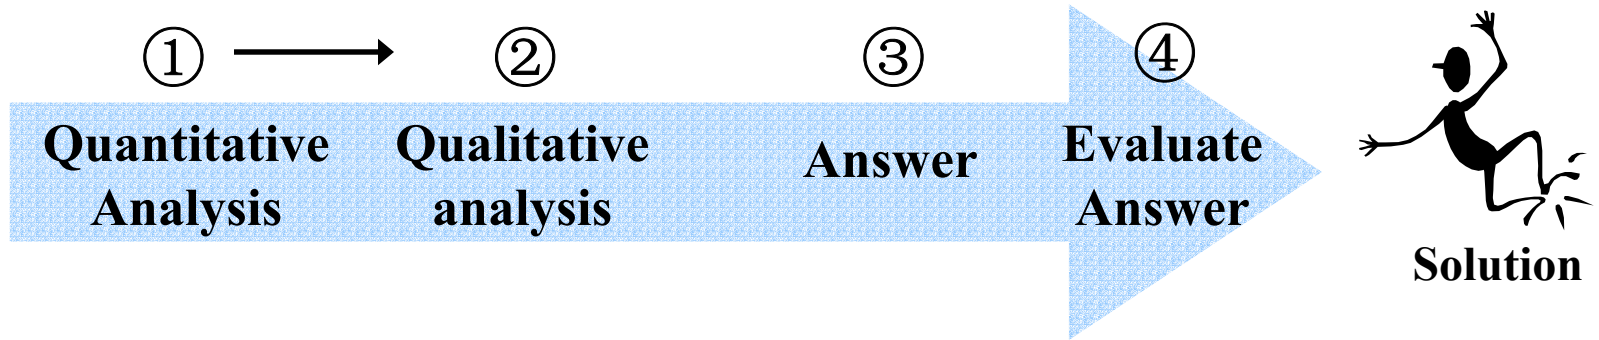 ① ② ③ ④
Quantitative Qualitative Answer Evaluate
Analysis analysis Answer
Solution